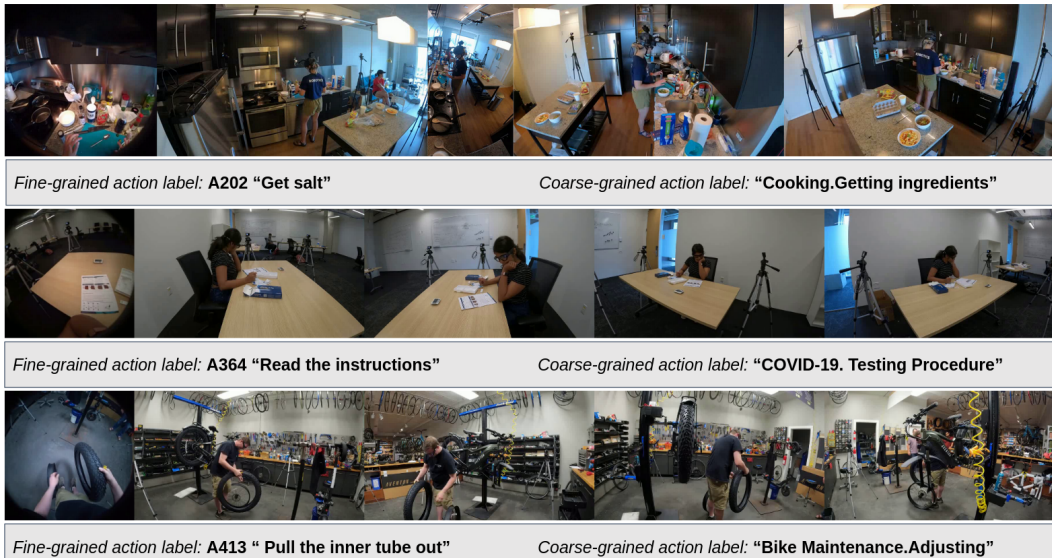 Fine-grained action label: A202 “Get salt” Coarse-grained action label: “Cooking.Getting ingredients”
Fine-grained action label: A364 “Read the instructions” Coarse-grained action label: “COVID-19. Testing Procedure”
Fine-grained action label: A413 “ Pull the inner tube out” Coarse-grained action label: “Bike Maintenance.Adjusting”